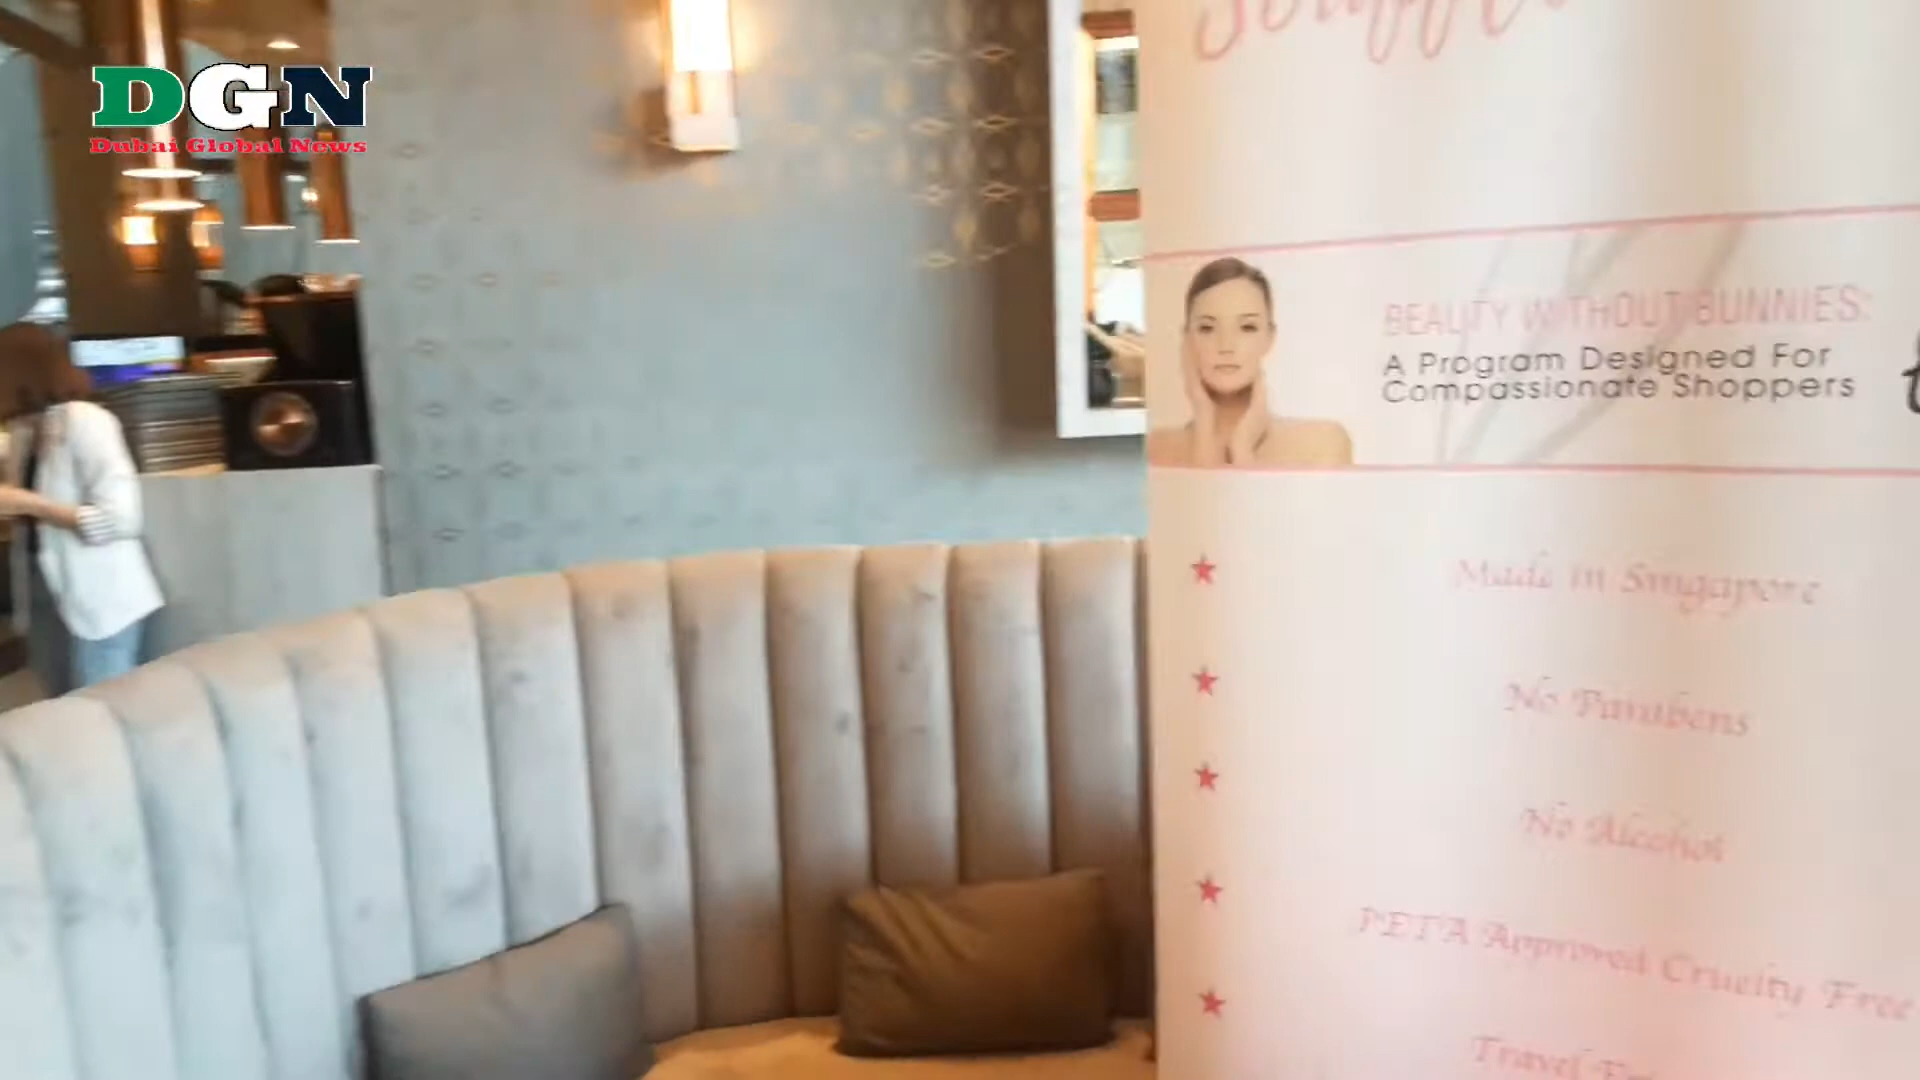 DGN
Dubai Global News
BEAUTY WITHOUT BUNNIES:
A Program Designed For
Compassionate Shoppers
Made in Singapore
No Parabens
No Alcohol
PETA Approved Cruelty Free